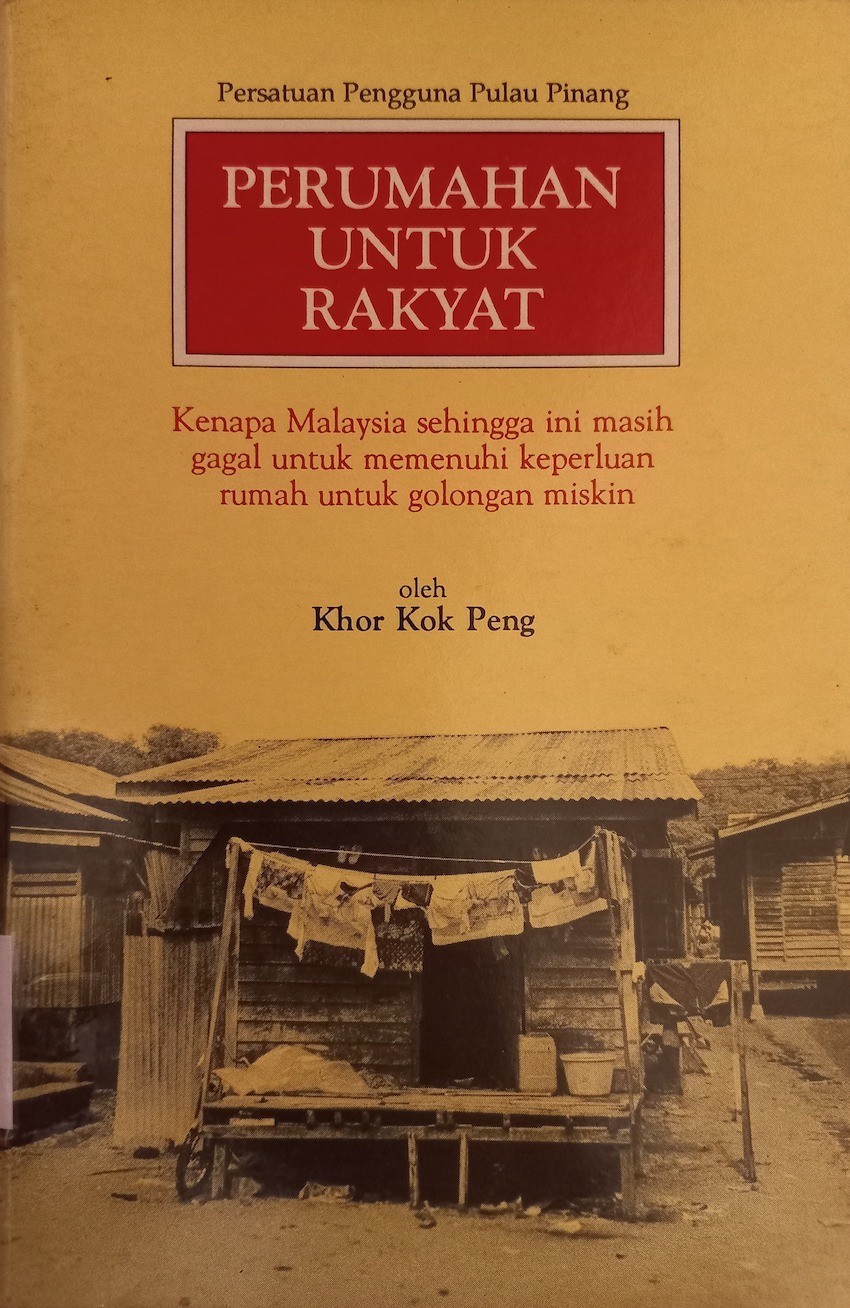 Persatuan Pengguna Pulau Pinang
PERUMAHAN
UNTUK
RAKYAT
Kenapa Malaysia sehingga ini masih
gagal untuk memenuhi keperluan
rumah untuk golongan miskin
oleh
Khor Kok Peng